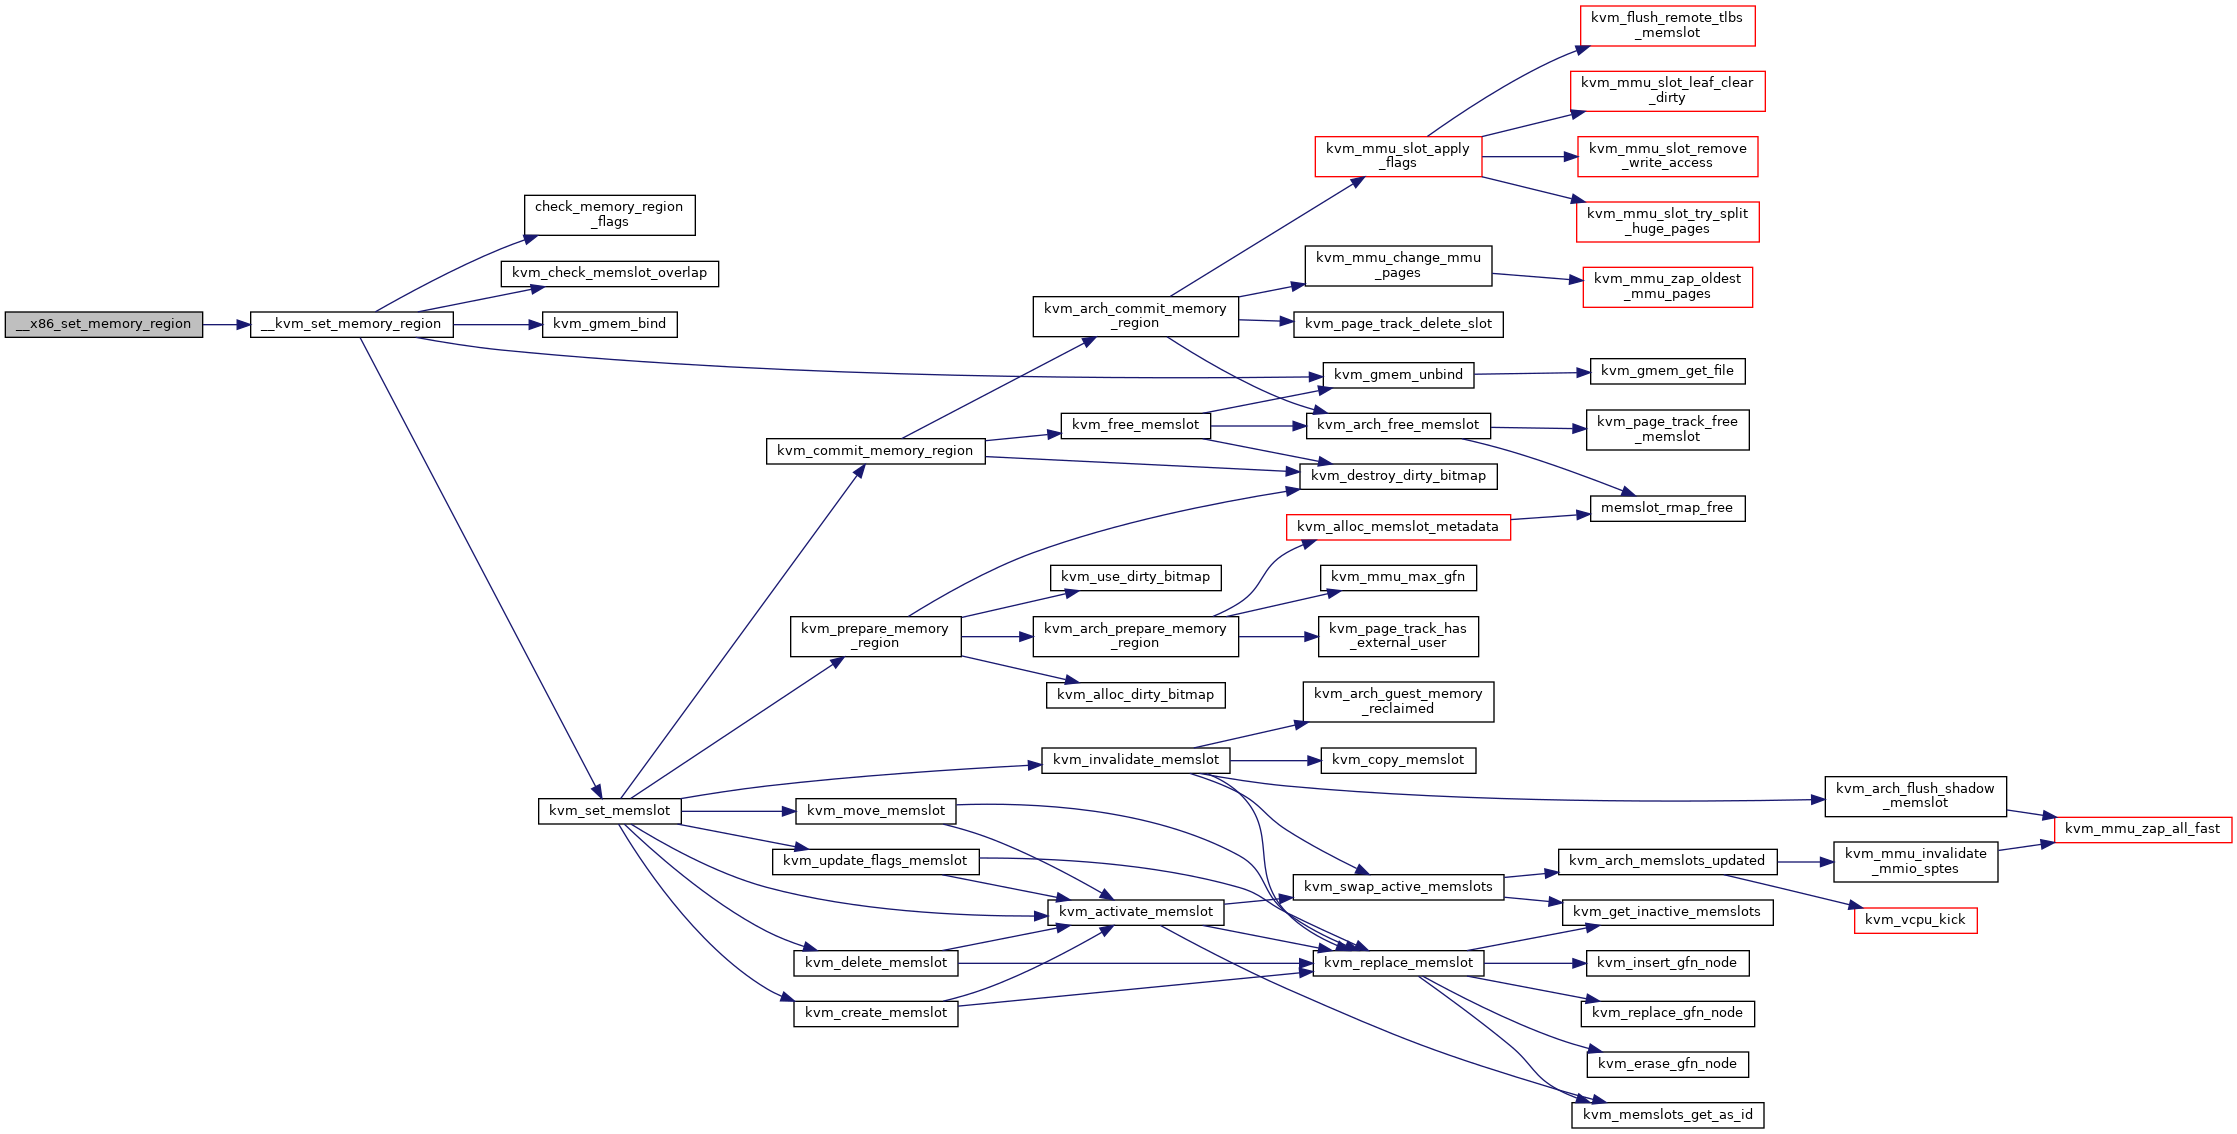 kvm_flush_remote_tlbs
_memslot
kvm_mmu_slot_leaf_clear
_dirty
kvm_mmu_slot_apply
_flags
kvm_mmu_slot_remove
_write_access
kvm_mmu_slot_try_split
_huge_pages
check_memory_region
_flags
kvm_check_memslot_overlap
kvm_mmu_change_mmu
_pages
kvm_mmu_zap_oldest
_mmu_pages
__x86_set_memory_region
__kvm_set_memory_region
kvm_gmem_bind
kvm_arch_commit_memory
_region
kvm_page_track_delete_slot
kvm_gmem_unbind
kvm_gmem_get_file
kvm_commit_memory_region
kvm_free_memslot
kvm_arch_free_memslot
kvm_page_track_free
_memslot
kvm_destroy_dirty_bitmap
memslot_rmap_free
kvm_alloc_memslot_metadata
kvm_use_dirty_bitmap
kvm_mmu_max_gfn
kvm_prepare_memory
_region
kvm_arch_prepare_memory
_region
kvm_page_track_has
_external_user
kvm_alloc_dirty_bitmap
kvm_arch_guest_memory
_reclaimed
kvm_invalidate_memslot
kvm_copy_memslot
kvm_set_memslot
kvm_move_memslot
kvm_arch_flush_shadow
_memslot
kvm_mmu_zap_all_fast
kvm_update_flags_memslot
kvm_swap_active_memslots
kvm_arch_memslots_updated
kvm_mmu_invalidate
_mmio_sptes
kvm_activate_memslot
kvm_get_inactive_memslots
kvm_vcpu_kick
kvm_delete_memslot
kvm_replace_memslot
kvm_insert_gfn_node
kvm_create_memslot
kvm_replace_gfn_node
kvm_erase_gfn_node
kvm_memslots_get_as_id